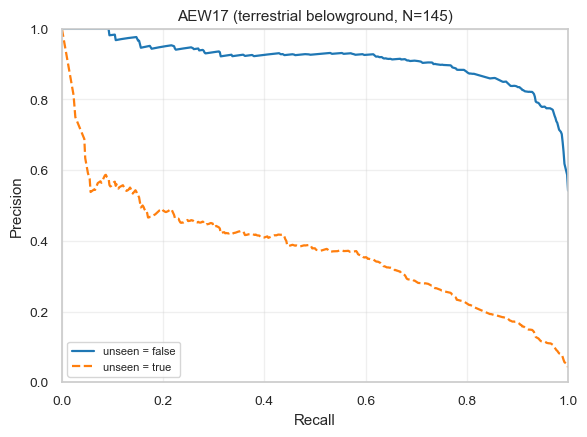 AEW17 (terrestrial belowground, N=145)
Precision
1.0
0.8
0.6
0.4
0.2
0.0
unseen = false
unseen = true
0.0 0.2 0.4 0.6 0.8 1.0
Recall